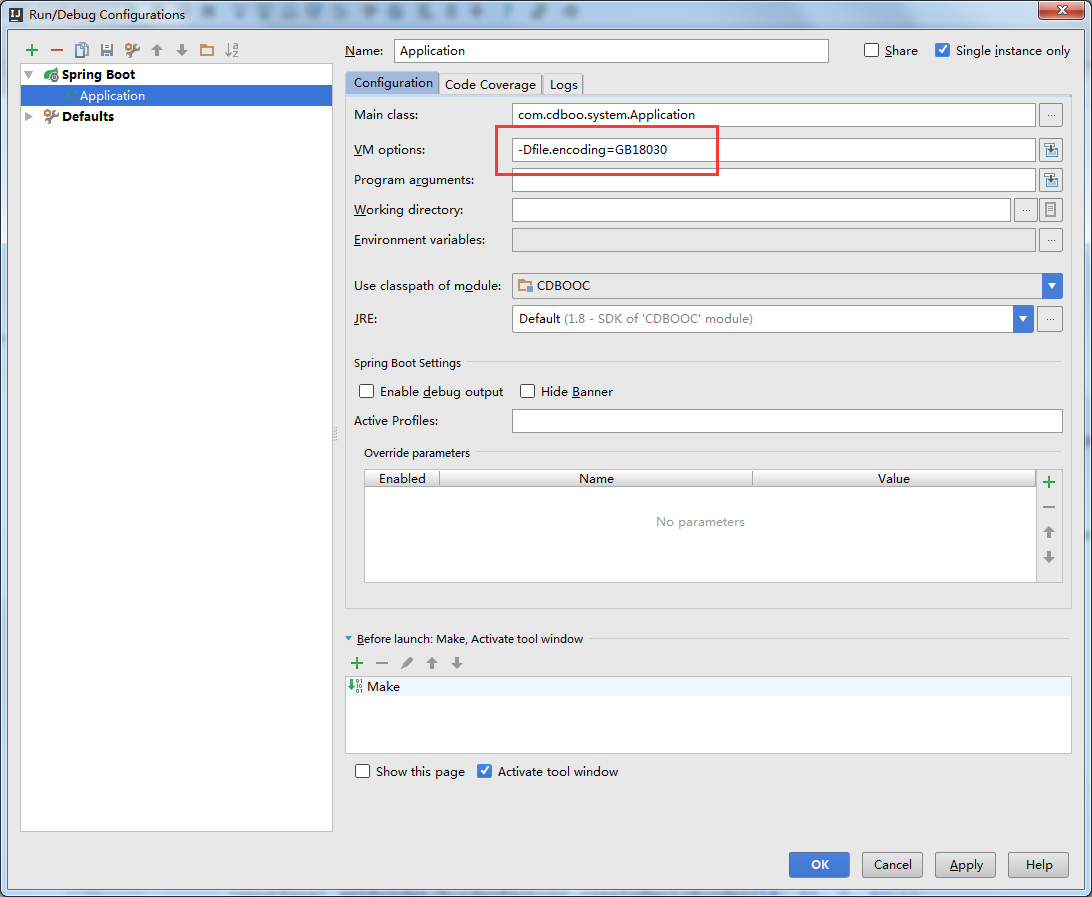 Run/Debug Configurations
Name: Application Share Single instance only
Spring Boot
Application
Defaults
Configuration Code Coverage Logs
Main class: com.cdboo.system.Application ...
VM options: -Dfile.encoding=GB18030
Program arguments:
Working directory: ...
Environment variables: ...
Use classpath of module: CDBOOC
JRE: Default (1.8 - SDK of 'CDBOOC' module) ...
Spring Boot Settings
Enable debug output Hide Banner
Active Profiles:
Override parameters
Enabled Name Value
No parameters
Before launch: Make, Activate tool window
Make
Show this page Activate tool window
OK Cancel Apply Help